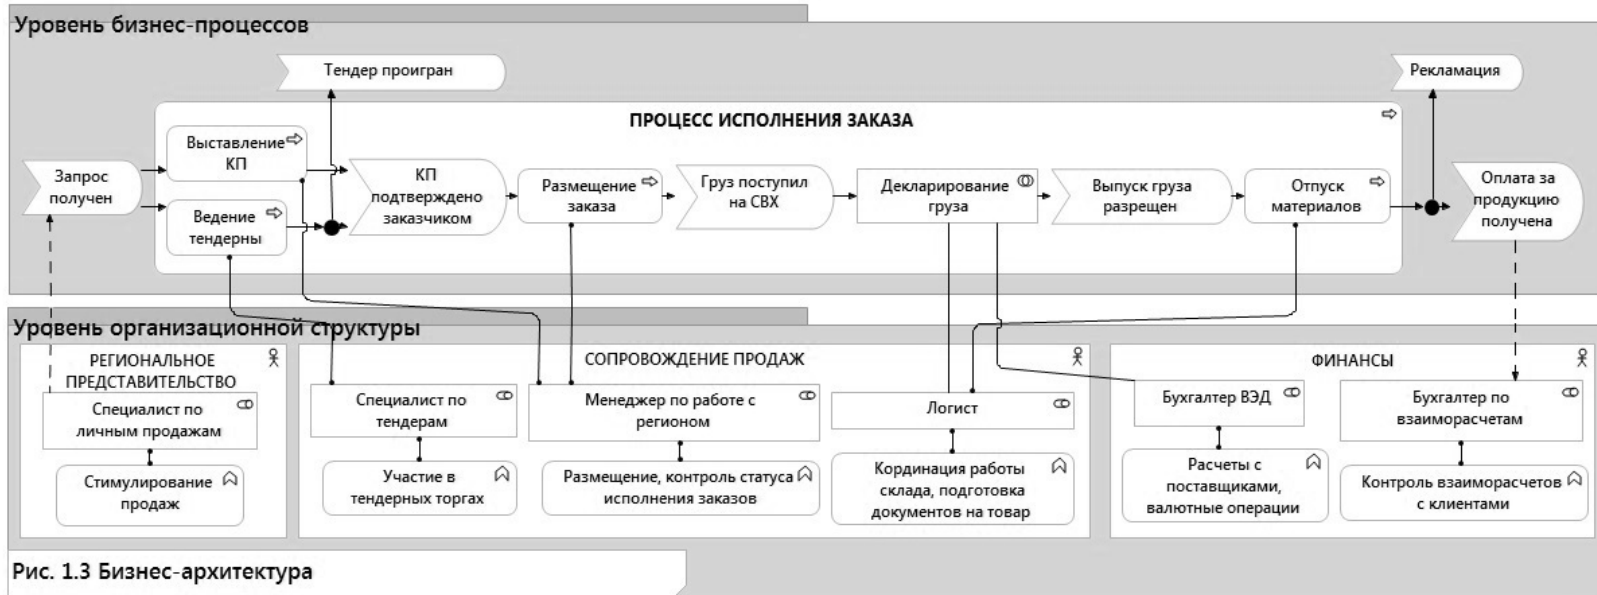 Уровень бизнес-процессов
Тендер проигран
Рекламация
ПРОЦЕСС ИСПОЛНЕНИЯ ЗАКАЗА
Запрос
получен
Выставление
КП
Ведение
тендерны
КП
подтверждено
заказчиком
Размещение
заказа
Груз поступил
на СВХ
Декларирование
груза
Выпуск груза
разрешен
Отпуск
материалов
Оплата за
продукцию
получена
Уровень организационной структуры
РЕГИОНАЛЬНОЕ
ПРЕДСТАВИТЕЛЬСТВО
Специалист по
личным продажам
Стимулирование
продаж
СОПРОВОЖДЕНИЕ ПРОДАЖ
Специалист по
тендерам
Участие в
тендерных торгах
Менеджер по работе с
регионом
Размещение, контроль статуса
исполнения заказов
Логист
Кординация работы
склада, подготовка
документов на товар
ФИНАНСЫ
Бухгалтер ВЭД
Расчеты с
поставщиками,
валютные операции
Бухгалтер по
взаиморасчетам
Контроль взаиморасчетов
с клиентами
Рис. 1.3 Бизнес-архитектура